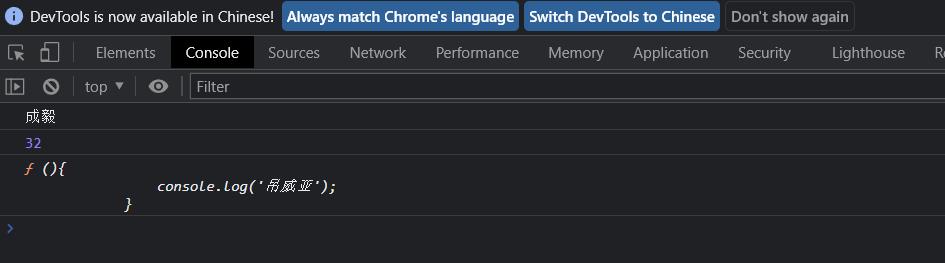 DevTools is now available in Chinese! Always match Chrome's language Switch DevTools to Chinese Don't show again
Elements Console Sources Network Performance Memory Application Security Lighthouse
top ▼ Filter
成毅
32
ƒ (){
console.log('吊威亚');
}